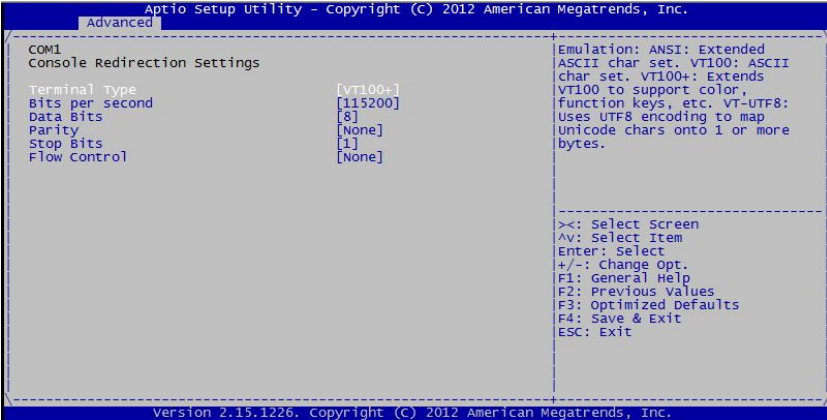 Aptio Setup Utility – Copyright (C) 2012 American Megatrends, Inc.
Advanced
COM1
Console Redirection Settings
Terminal Type [VT100+]
Bits per second [115200]
Data Bits [8]
Parity [None]
Stop Bits [1]
Flow Control [None]
Emulation: ANSI: Extended
ASCII char set. VT100: ASCII
char set. VT100+: Extends
VT100 to support color,
function keys, etc. VT-UTF8:
Uses UTF8 encoding to map
Unicode chars onto 1 or more
bytes.
><: Select Screen
^v: Select Item
Enter: Select
+/-: Change Opt.
F1: General Help
F2: Previous Values
F3: Optimized Defaults
F4: Save & Exit
ESC: Exit
Version 2.15.1226. Copyright (C) 2012 American Megatrends, Inc.